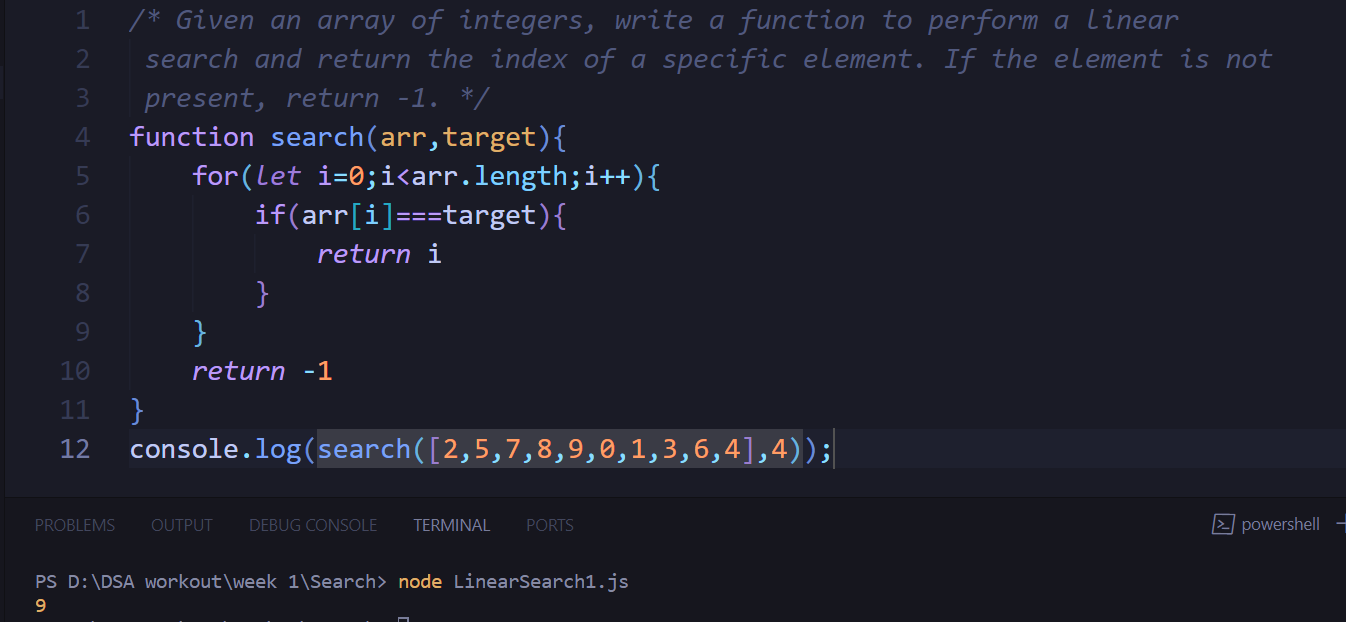 1 /* Given an array of integers, write a function to perform a linear
2 search and return the index of a specific element. If the element is not
3 present, return -1. */
4 function search(arr,target){
5 for(let i=0;i<arr.length;i++){
6 if(arr[i]===target){
7 return i
8 }
9 }
10 return -1
11 }
12 console.log(search([2,5,7,8,9,0,1,3,6,4],4));
PROBLEMS OUTPUT DEBUG CONSOLE TERMINAL PORTS powershell
PS D:\DSA workout\week 1\Search> node LinearSearch1.js
9